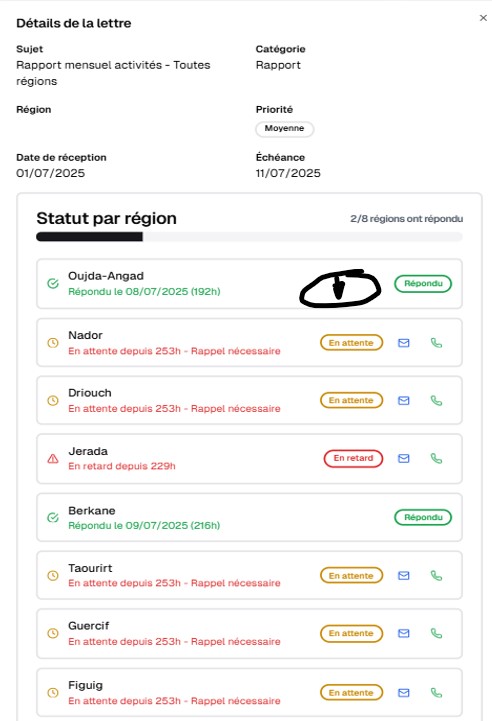 Détails de la lettre
Sujet
Rapport mensuel activités - Toutes
régions
Catégorie
Rapport
Région
Priorité
Moyenne
Date de réception
01/07/2025
Échéance
11/07/2025
Statut par région
2/8 régions ont répondu
Oujda-Angad
Répondu le 08/07/2025 (192h)
Répondu
Nador
En attente depuis 253h - Rappel nécessaire
En attente
Driouch
En attente depuis 253h - Rappel nécessaire
En attente
Jerada
En retard depuis 229h
En retard
Berkane
Répondu le 09/07/2025 (216h)
Répondu
Taourirt
En attente depuis 253h - Rappel nécessaire
En attente
Guercif
En attente depuis 253h - Rappel nécessaire
En attente
Figuig
En attente depuis 253h - Rappel nécessaire
En attente